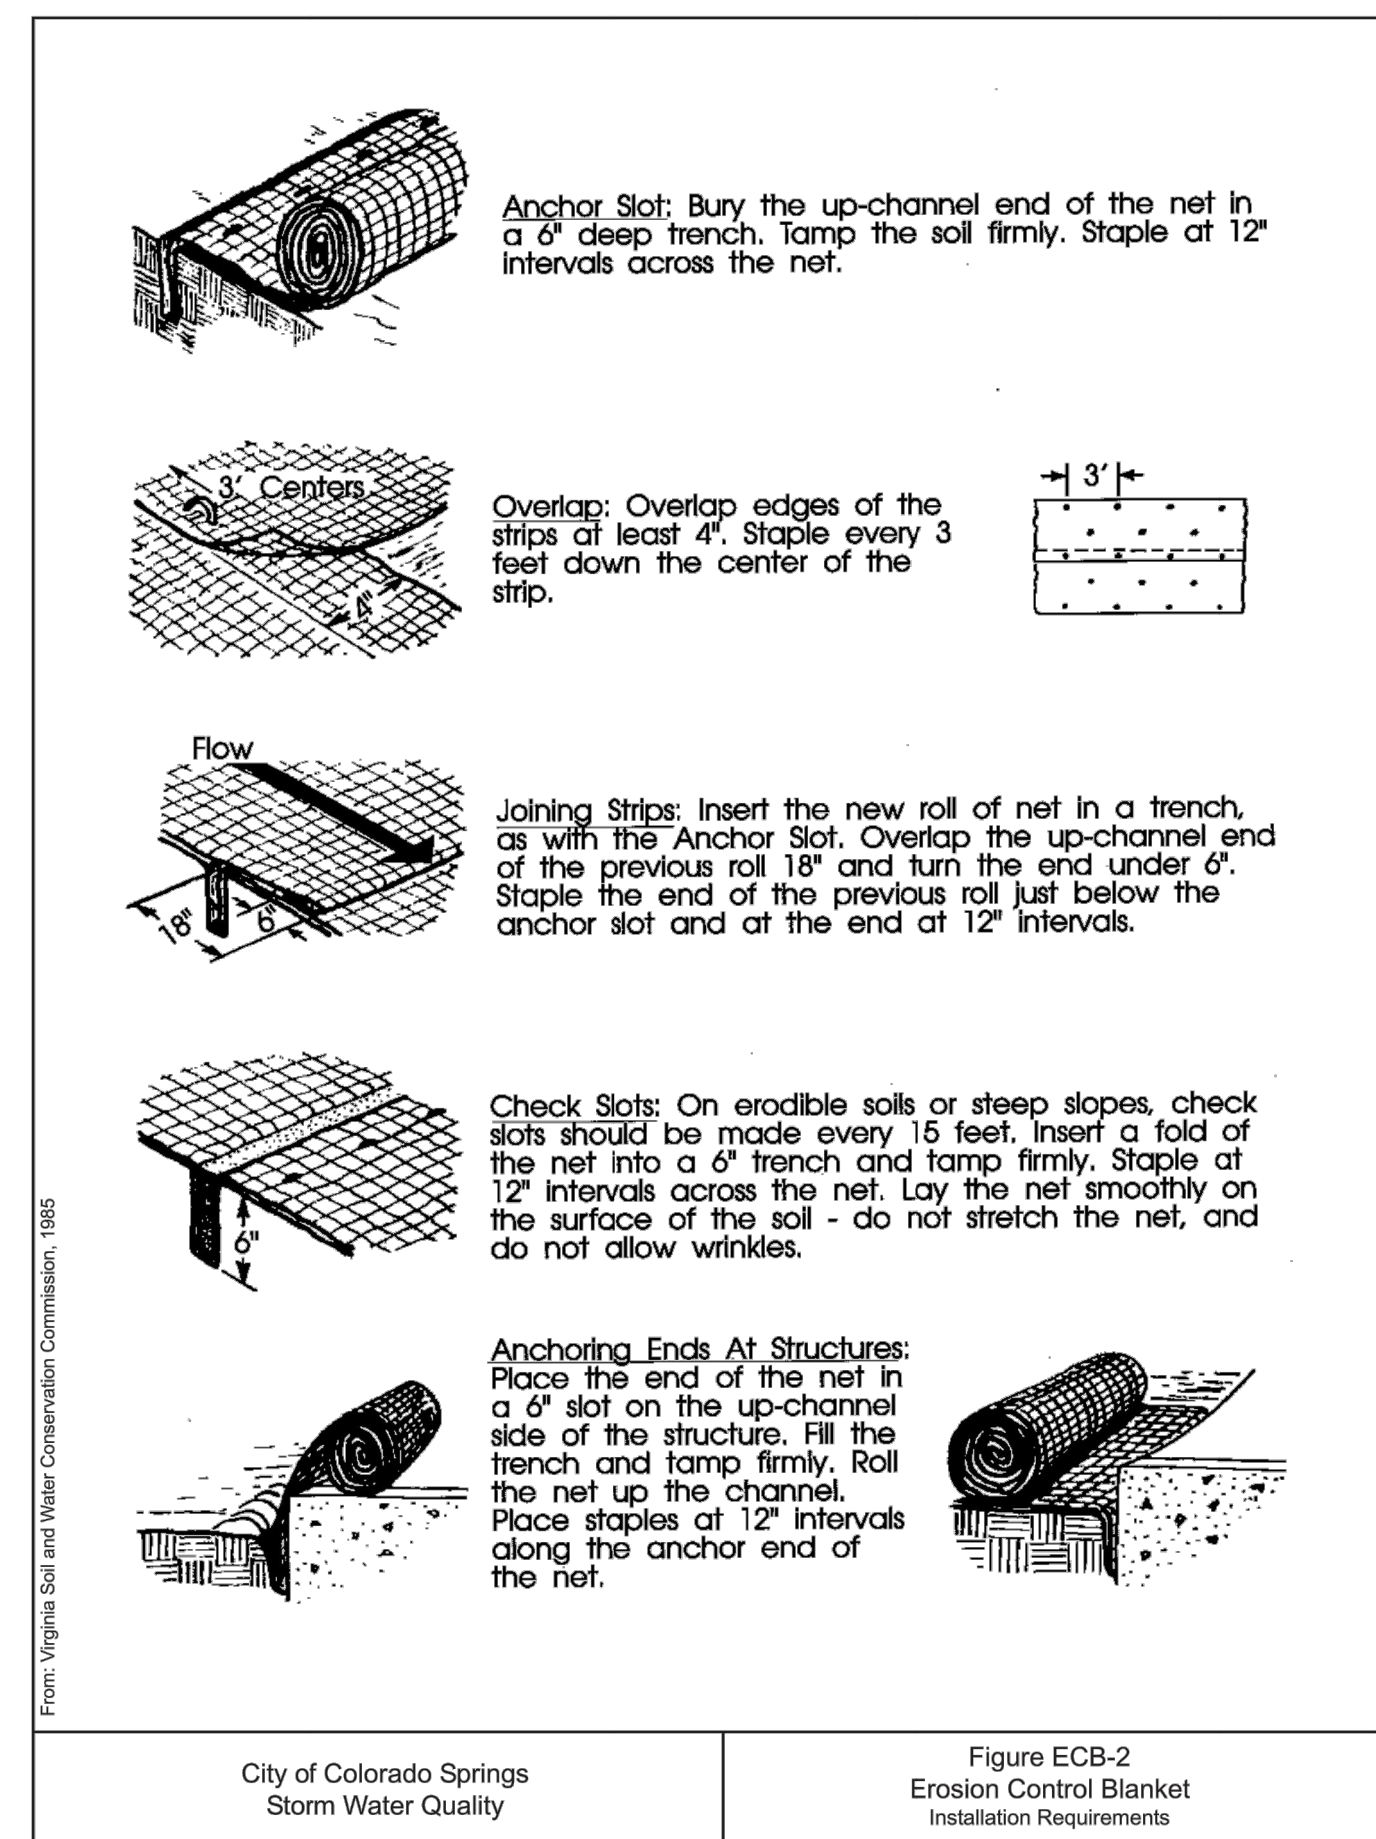 Anchor Slot: Bury the up-channel end of the net in
a 6" deep trench. Tamp the soil firmly. Staple at 12"
intervals across the net.
3' Centers
4"
Overlap: Overlap edges of the
strips at least 4". Staple every 3
feet down the center of the
strip.
3'
Flow
18"
6"
Joining Strips: Insert the new roll of net in a trench,
as with the Anchor Slot. Overlap the up-channel end
of the previous roll 18" and turn the end under 6".
Staple the end of the previous roll just below the
anchor slot and at the end at 12" intervals.
6"
Check Slots: On erodible soils or steep slopes, check
slots should be made every 15 feet. Insert a fold of
the net into a 6" trench and tamp firmly. Staple at
12" intervals across the net. Lay the net smoothly on
the surface of the soil - do not stretch the net, and
do not allow wrinkles.
Anchoring Ends At Structures:
Place the end of the net in
a 6" slot on the up-channel
side of the structure. Fill the
trench and tamp firmly. Roll
the net up the channel.
Place staples at 12" intervals
along the anchor end of
the net.
From: Virginia Soil and Water Conservation Commission, 1985
City of Colorado Springs
Storm Water Quality
Figure ECB-2
Erosion Control Blanket
Installation Requirements